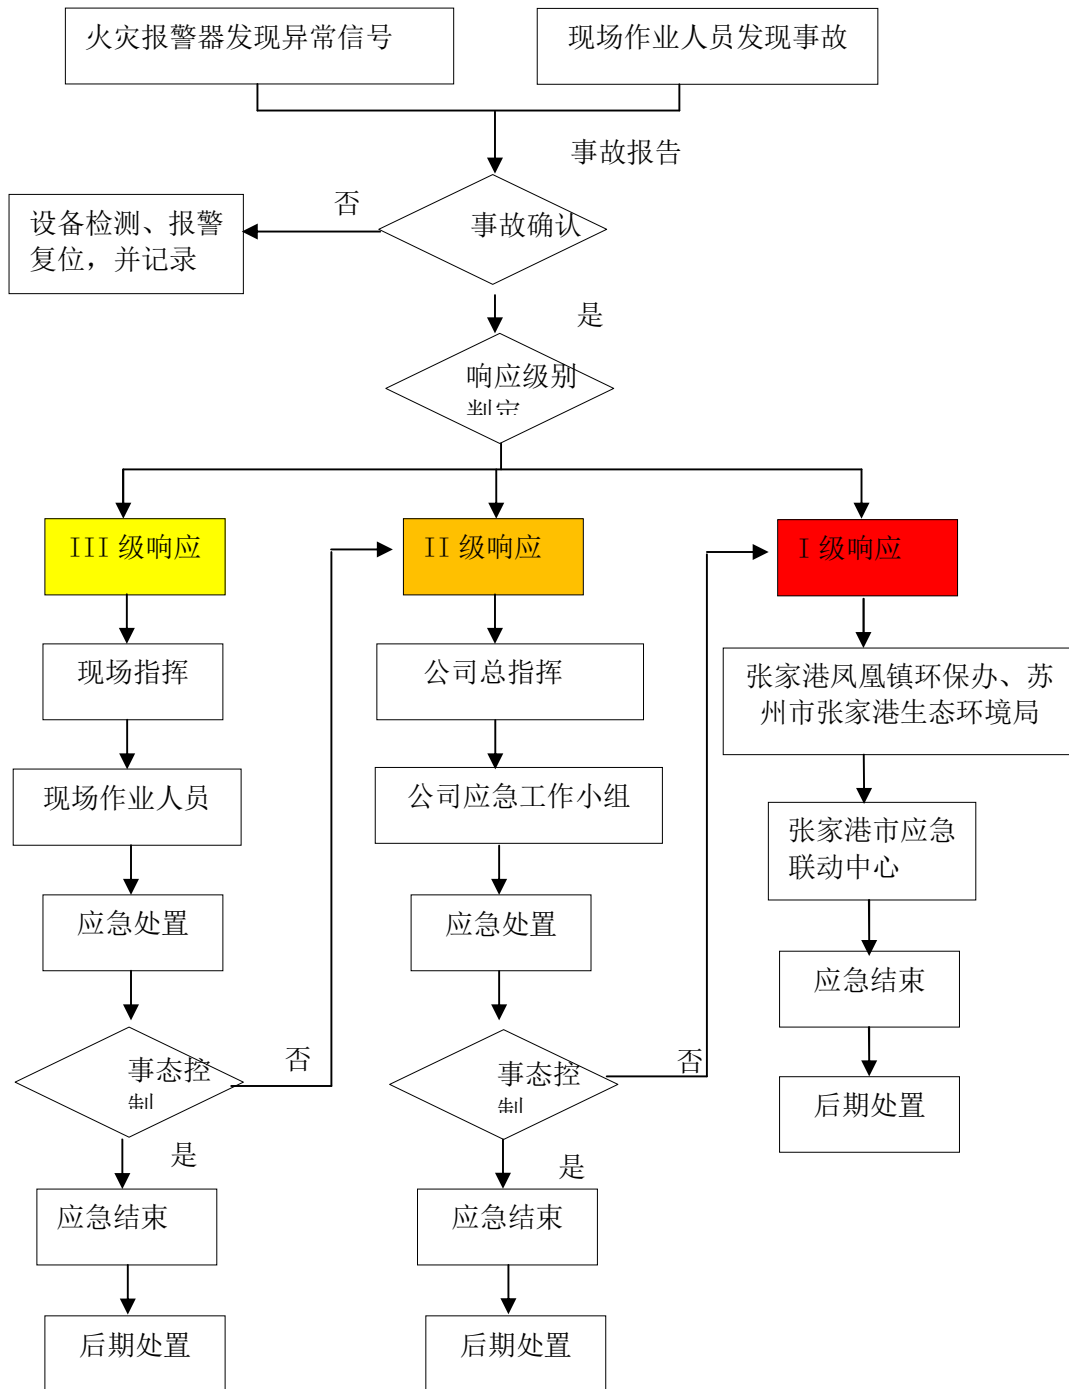 火灾报警器发现异常信号
现场作业人员发现事故
事故报告
否
设备检测、报警
复位，并记录
事故确认
是
响应级别
判定
III 级响应
II 级响应
I 级响应
现场指挥
公司总指挥
张家港凤凰镇环保办、苏
州市张家港生态环境局
现场作业人员
公司应急工作小组
张家港市应急
联动中心
应急处置
应急处置
应急结束
事态控
制
否
事态控
制
否
后期处置
是
是
应急结束
应急结束
后期处置
后期处置